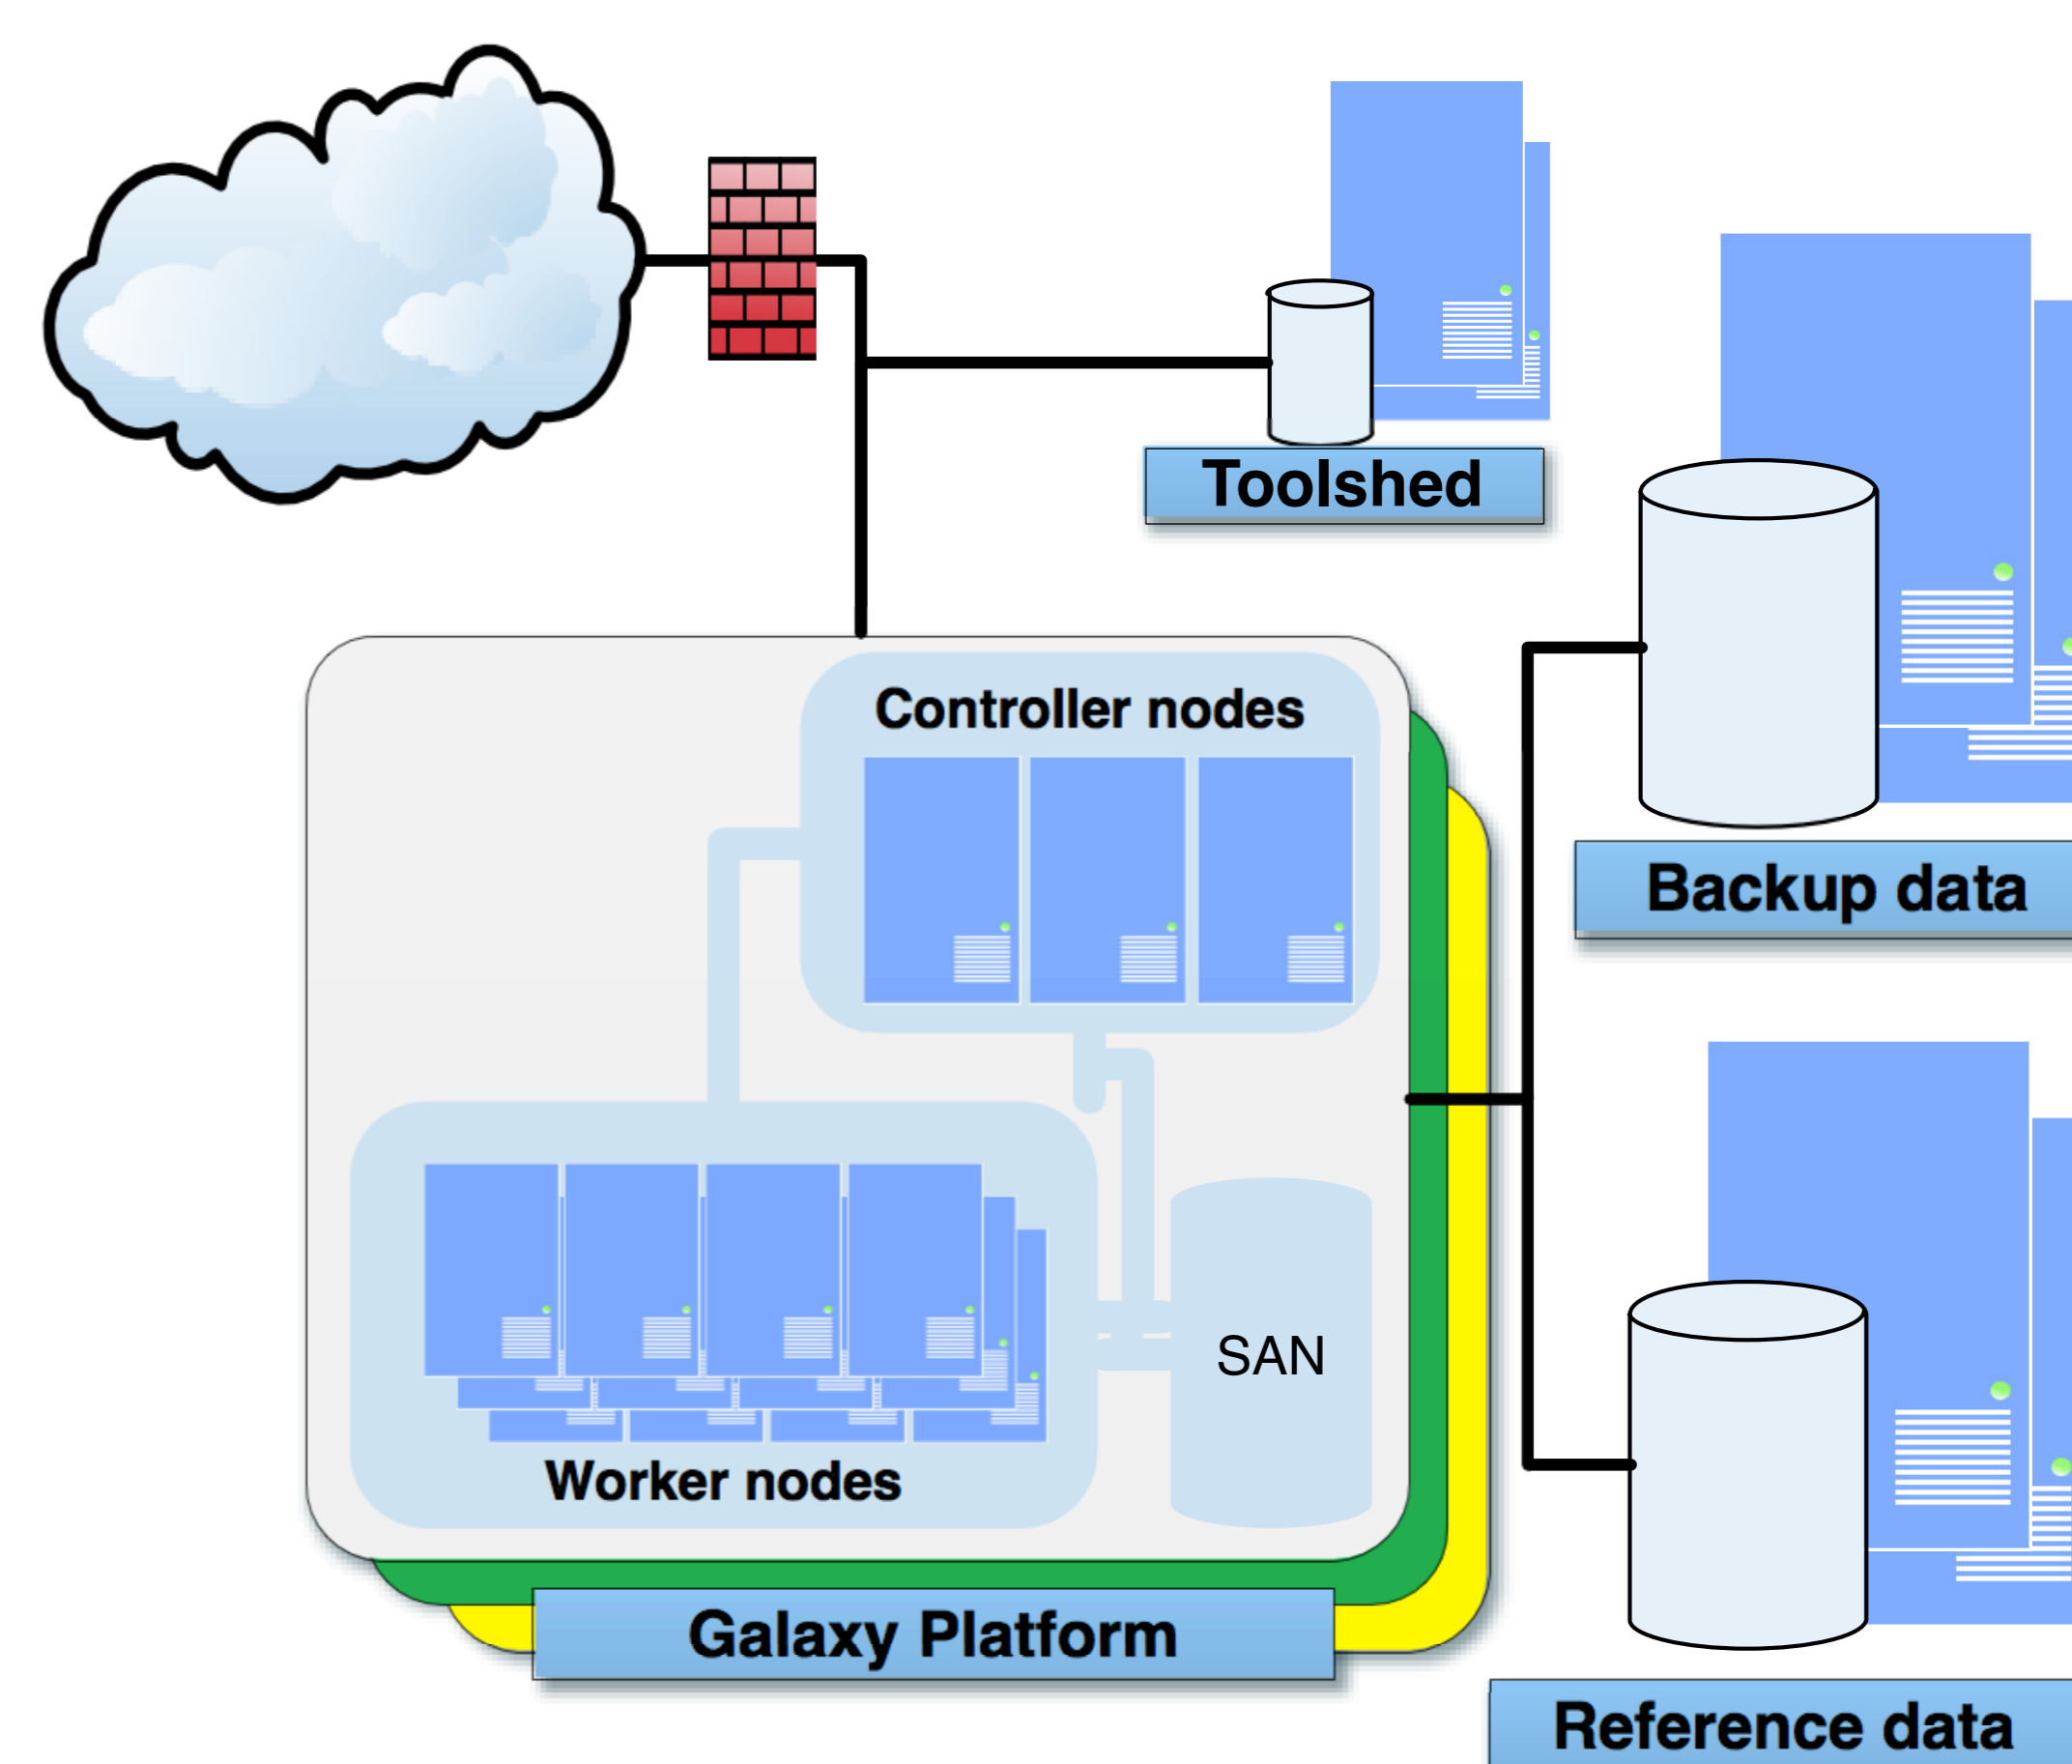 Toolshed
Controller nodes
Backup data
SAN
Worker nodes
Galaxy Platform
Reference data